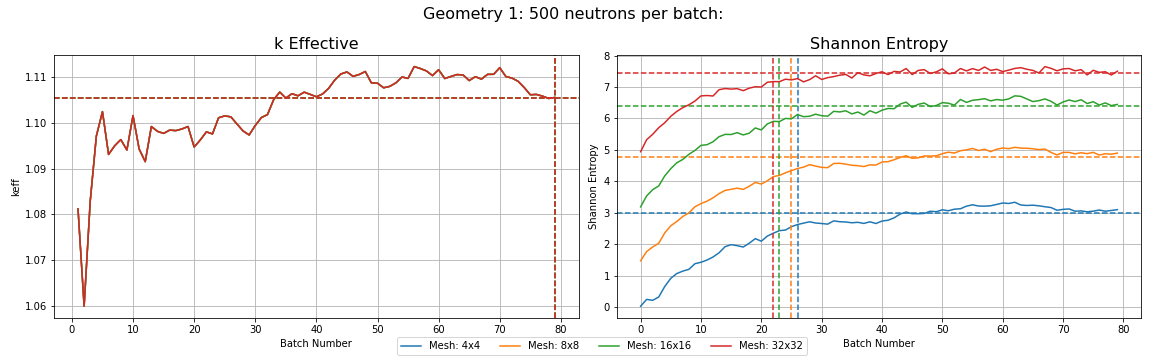 Geometry 1: 500 neutrons per batch:
k Effective
keff
1.11
1.10
1.09
1.08
1.07
1.06
0 10 20 30 40 50 60 70 80
Batch Number
Shannon Entropy
Shannon Entropy
8
7
6
5
4
3
2
1
0
0 10 20 30 40 50 60 70 80
Batch Number
Mesh: 4x4 Mesh: 8x8 Mesh: 16x16 Mesh: 32x32